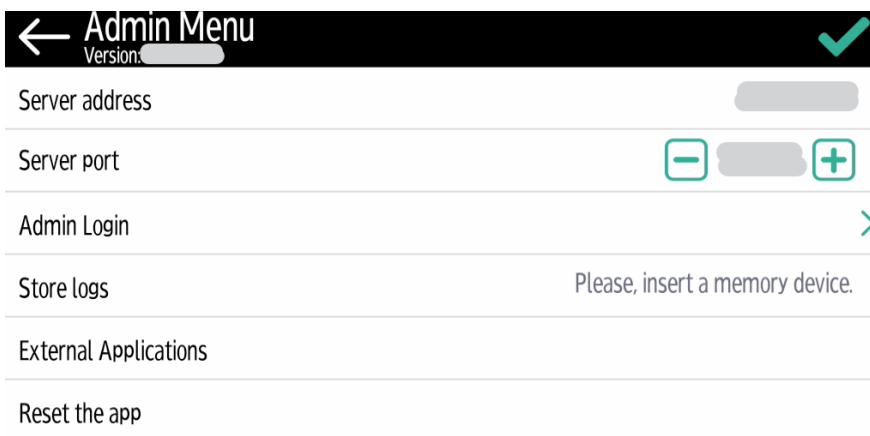 Admin Menu
Version:
Server address
Server port
Admin Login
Store logs
Please, insert a memory device.
External Applications
Reset the app